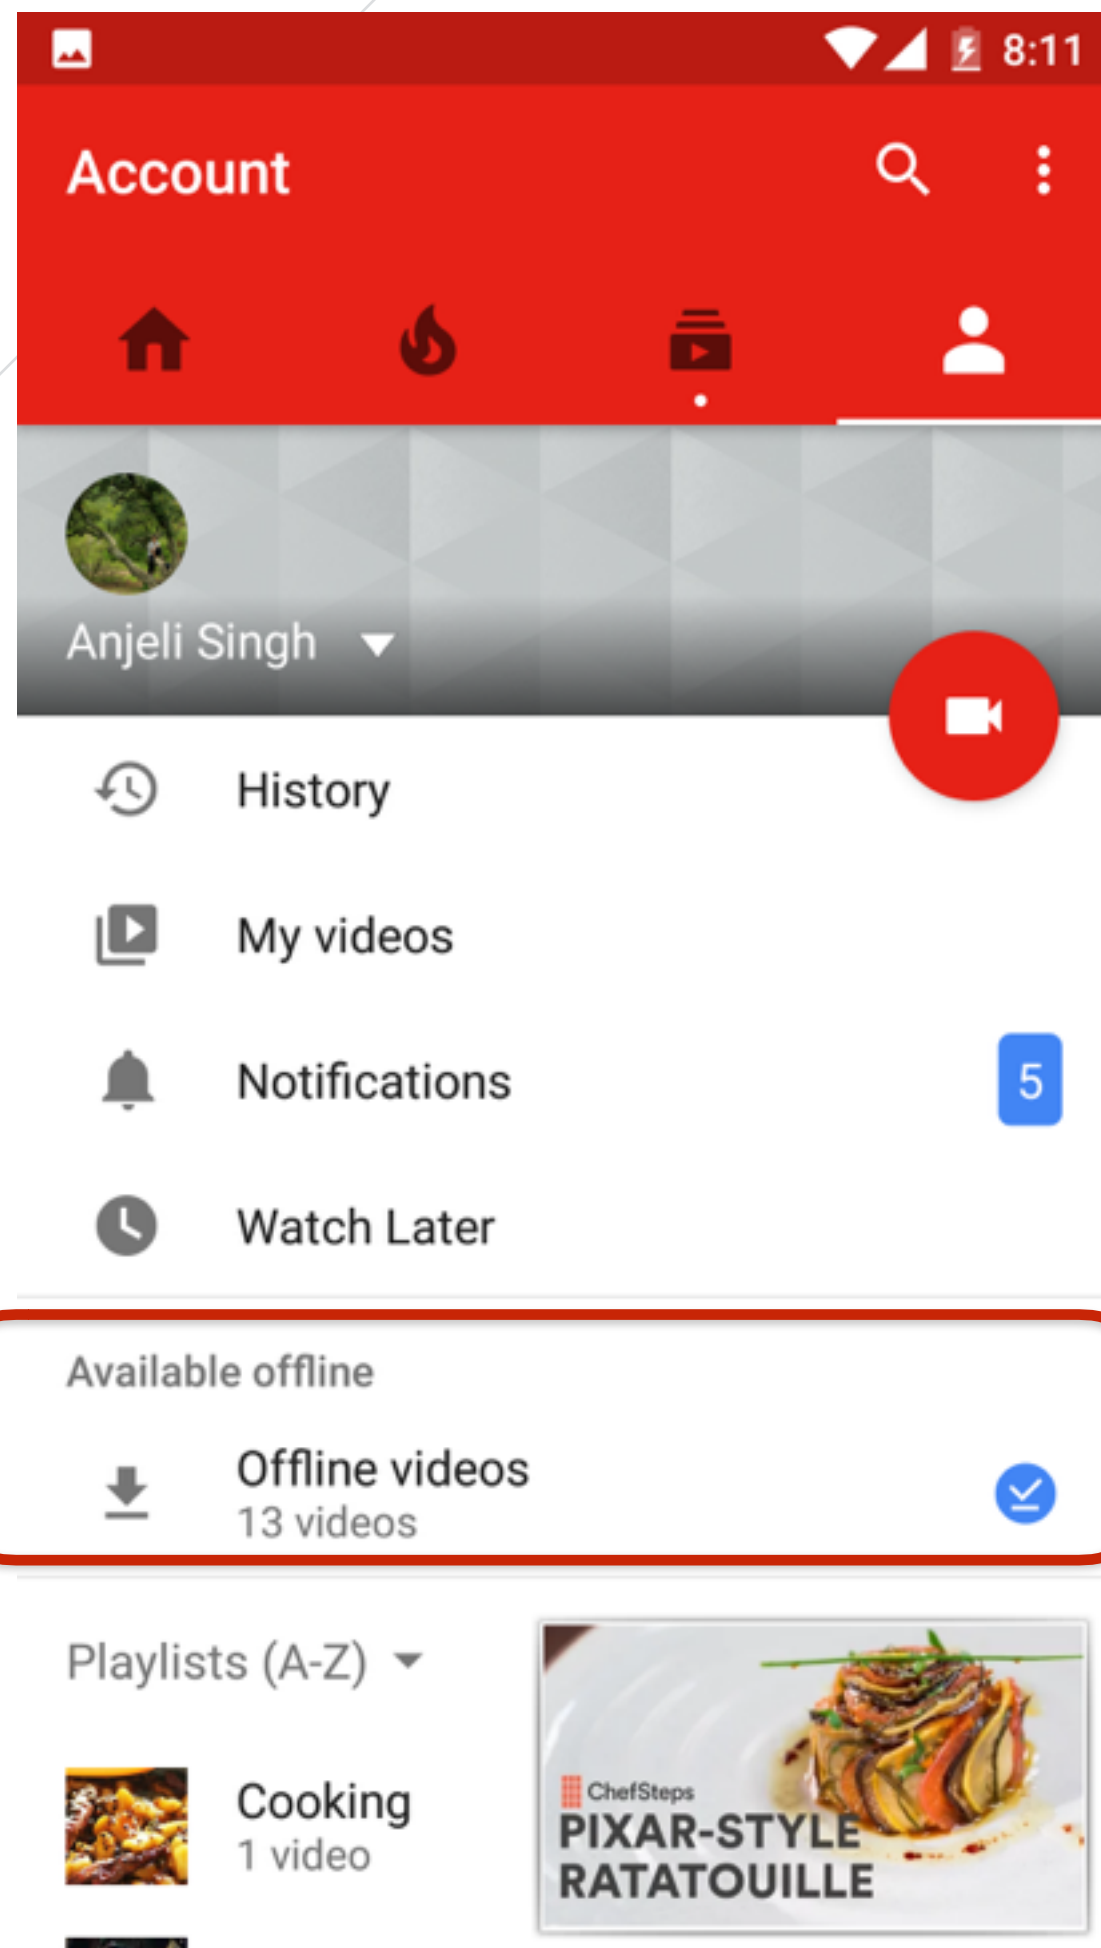 8:11
Account
Anjeli Singh
History
My videos
Notifications
5
Watch Later
Available offline
Offline videos
13 videos
Playlists (A-Z)
Cooking
1 video
ChefSteps
PIXAR-STYLE
RATATOUILLE